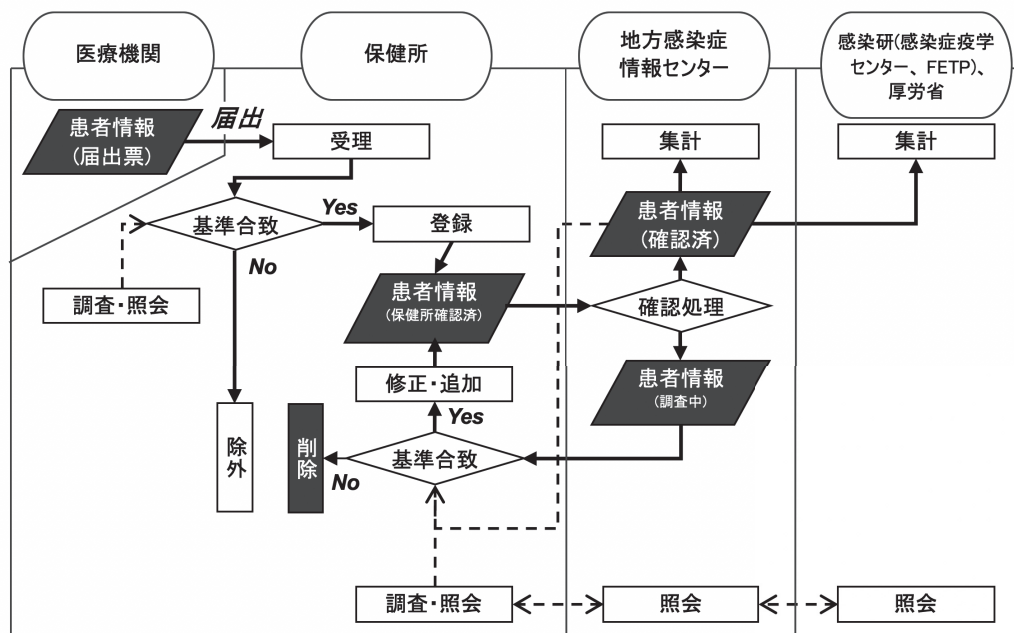 医療機関
保健所
地方感染症
情報センター
感染研(感染症疫学
センター、FETP)、
厚労省
患者情報
(届出票)
届出
受理
集計
集計
基準合致
Yes
No
登録
患者情報
(確認済)
調査・照会
患者情報
(保健所確認済)
確認処理
修正・追加
患者情報
(調査中)
Yes
除外
削除
No
基準合致
調査・照会
照会
照会